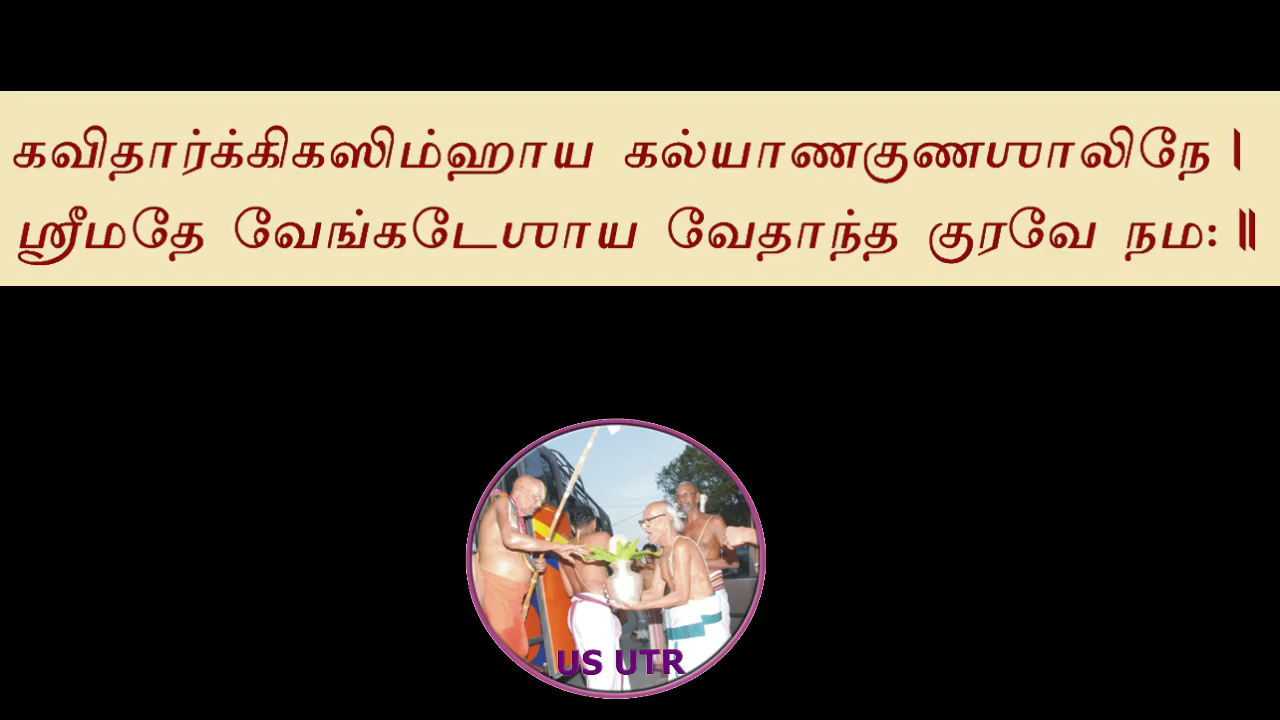 கவிதார்க்கிகஸிம்ஹாய கல்யாணகுணஶாலிநே |
ஶ்ரீமதே வேங்கடேஶாய வேதாந்த குரவே நம: ||
US UTR